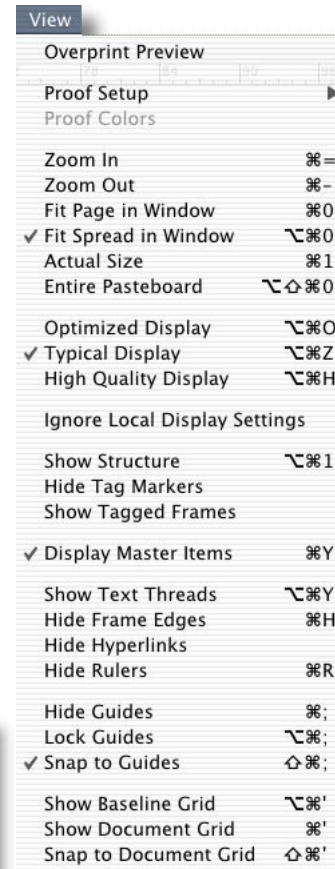 View
Overprint Preview
Proof Setup
Proof Colors
Zoom In ⌘=
Zoom Out ⌘-
Fit Page in Window ⌘0
✓ Fit Spread in Window ⌥⌘0
Actual Size ⌘1
Entire Pasteboard ⌥⇧⌘0
Optimized Display ⌥⌘O
✓ Typical Display ⌥⌘Z
High Quality Display ⌥⌘H
Ignore Local Display Settings
Show Structure ⌥⌘1
Hide Tag Markers
Show Tagged Frames
✓ Display Master Items ⌘Y
Show Text Threads ⌥⌘Y
Hide Frame Edges ⌘H
Hide Hyperlinks
Hide Rulers ⌘R
Hide Guides ⌘;
Lock Guides ⌥⌘;
✓ Snap to Guides ⇧⌘;
Show Baseline Grid ⌥⌘'
Show Document Grid ⌘'
Snap to Document Grid ⇧⌘'